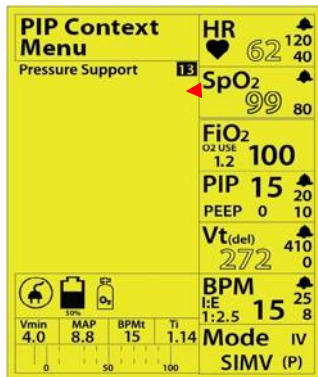 PIP Context
Menu
Pressure Support 13
HR
62 120
40
SpO2
99 80
FiO2
O2 USE
1.2 100
PIP 15 20
PEEP 0 10
Vt(del) 410
272 0
BPM
I:E 25
1:2.5 15 8
Mode IV
SIMV (P)
50%
O2
Vmin MAP BPMt Ti
4.0 8.8 15 1.14
0 50 100